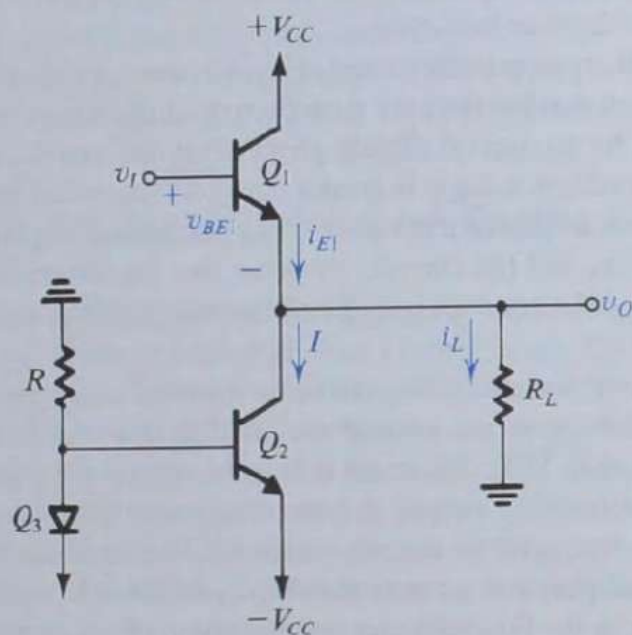 +V_CC
v_I
+
Q_1
v_BE1
i_E1
−
v_O
R
I
i_L
R_L
Q_2
Q_3
−V_CC